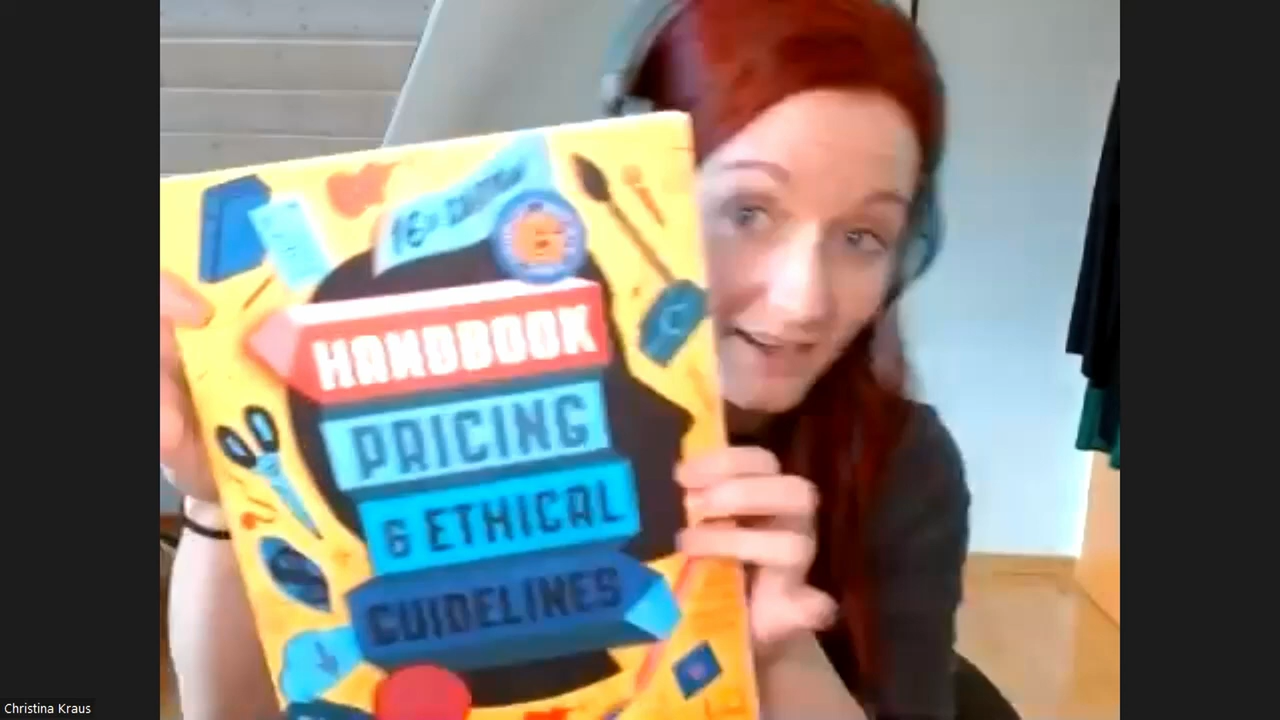 16TH EDITION
HANDBOOK
PRICING
& ETHICAL
GUIDELINES
Christina Kraus